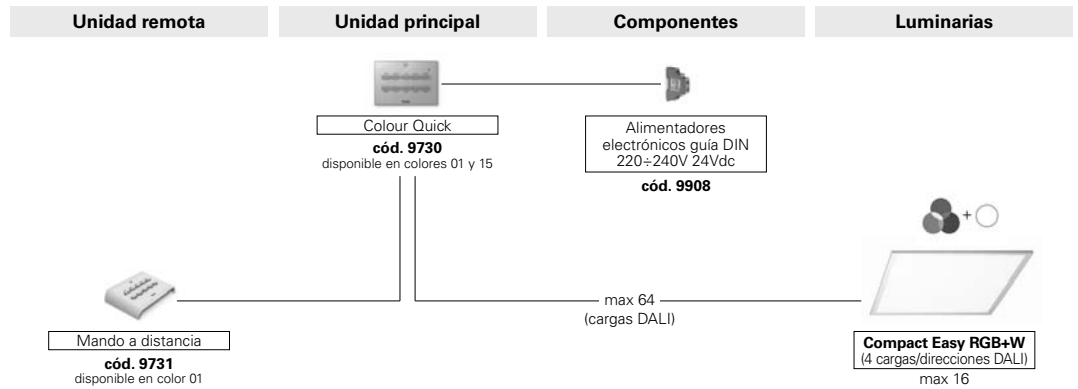 Unidad remota
Unidad principal
Componentes
Luminarias
Colour Quick
cód. 9730
disponible en colores 01 y 15
Alimentadores
electrónicos guía DIN
220÷240V 24Vdc
cód. 9908
+
max 64
(cargas DALI)
Mando a distancia
cód. 9731
disponible en color 01
Compact Easy RGB+W
(4 cargas/direcciones DALI)
max 16